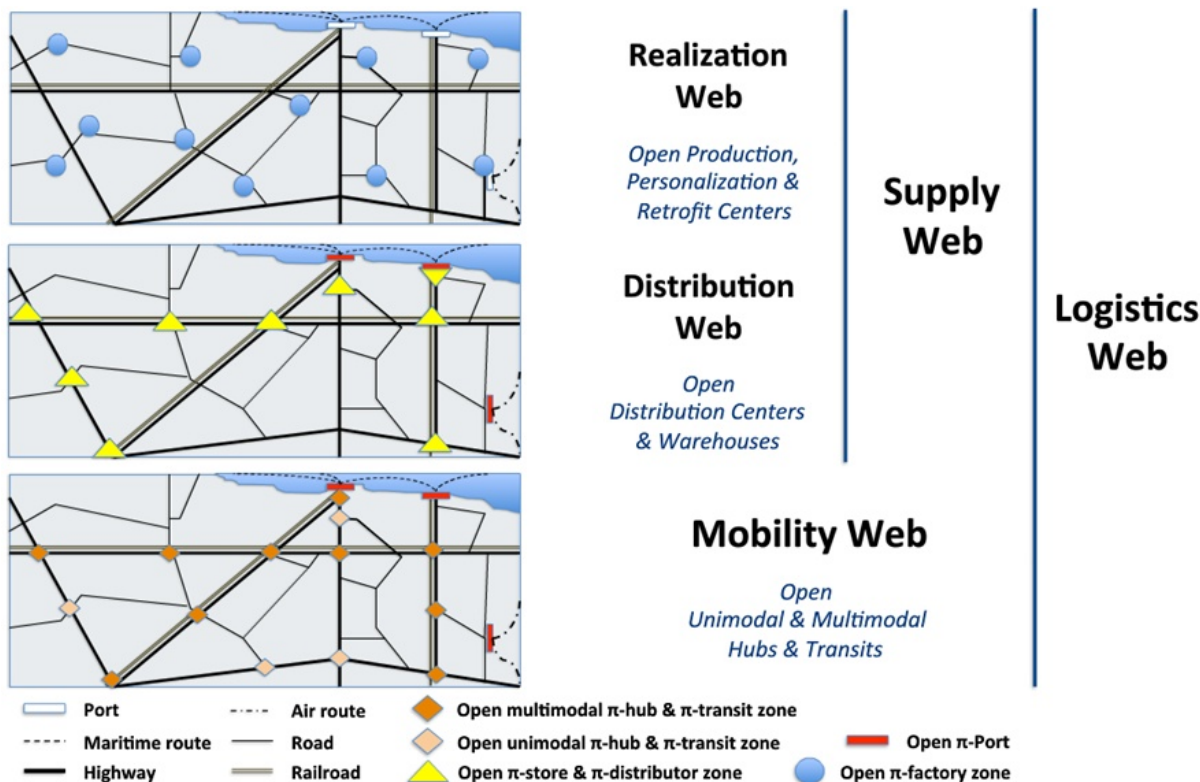 Realization
Web
Open Production,
Personalization &
Retrofit Centers
Supply
Web
Distribution
Web
Open
Distribution Centers
& Warehouses
Logistics
Web
Mobility Web
Open
Unimodal & Multimodal
Hubs & Transits
Port
Air route
Open multimodal π-hub & π-transit zone
Maritime route
Road
Open unimodal π-hub & π-transit zone
Open π-Port
Highway
Railroad
Open π-store & π-distributor zone
Open π-factory zone